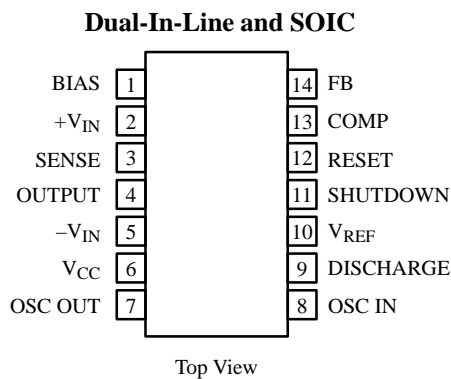 Dual-In-Line and SOIC
BIAS 1 14 FB
+VIN 2 13 COMP
SENSE 3 12 RESET
OUTPUT 4 11 SHUTDOWN
–VIN 5 10 VREF
VCC 6 9 DISCHARGE
OSC OUT 7 8 OSC IN
Top View